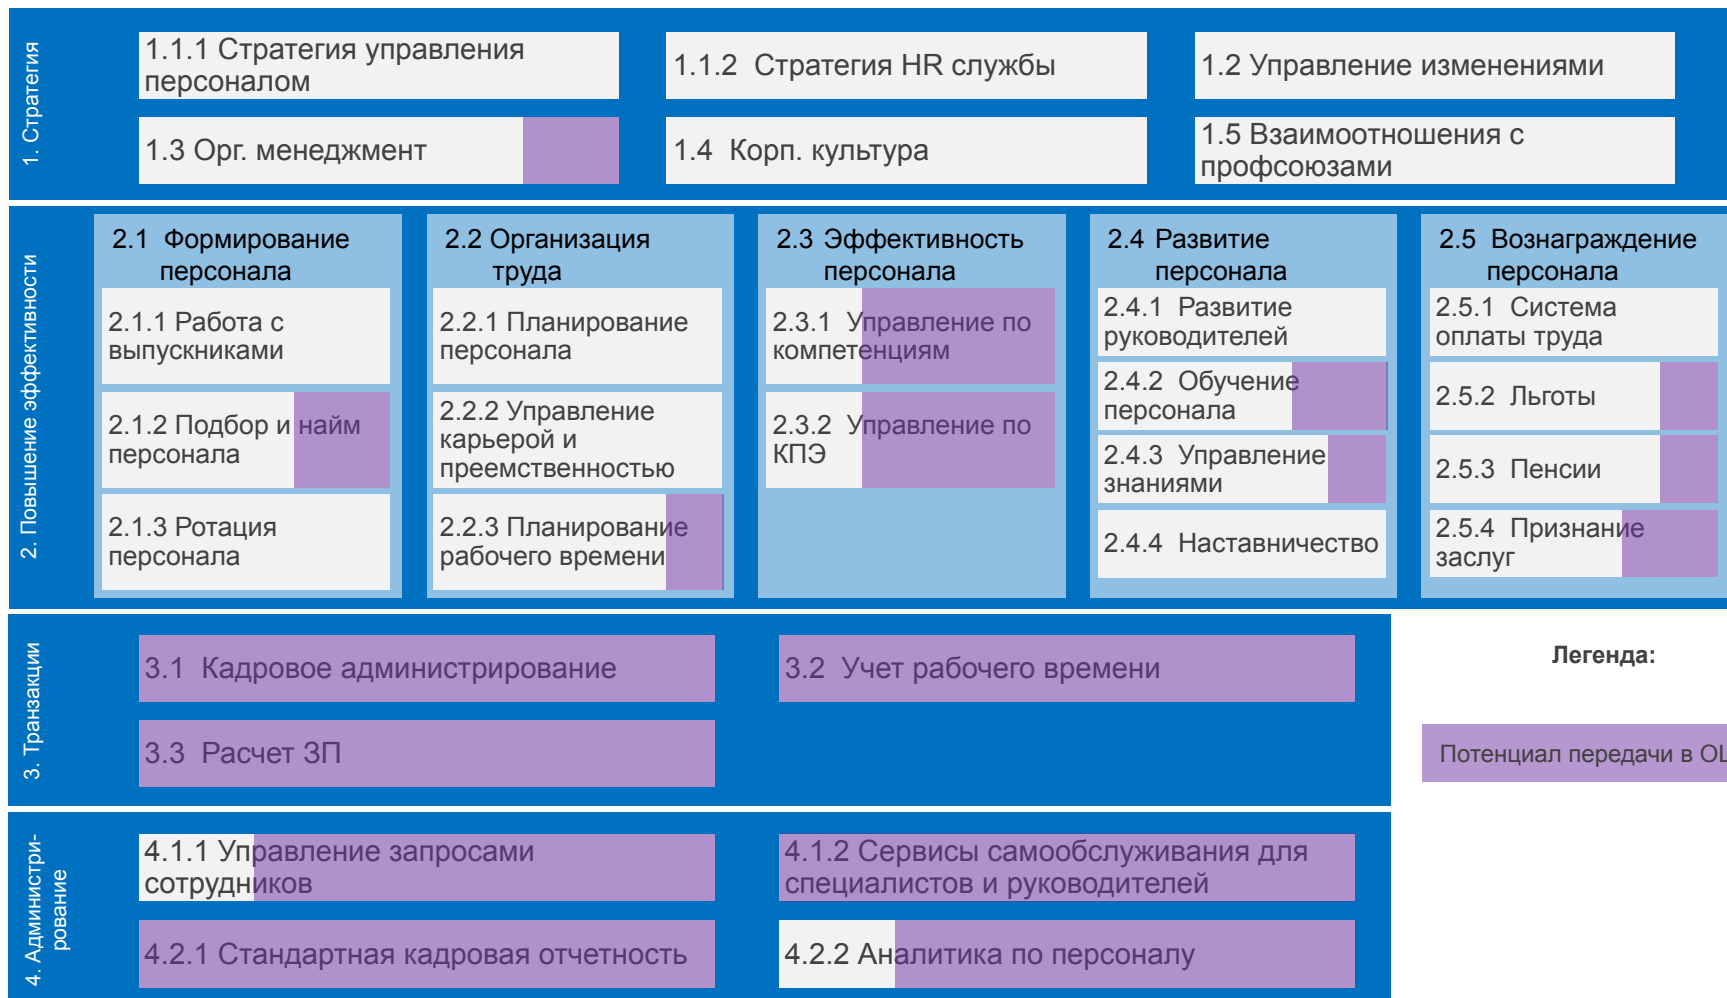 1. Стратегия
1.1.1 Стратегия управления
персоналом
1.1.2 Стратегия HR службы
1.2 Управление изменениями
1.3 Орг. менеджмент
1.4 Корп. культура
1.5 Взаимоотношения с
профсоюзами
2. Повышение эффективности
2.1 Формирование
персонала
2.1.1 Работа с
выпускниками
2.1.2 Подбор и найм
персонала
2.1.3 Ротация
персонала
2.2 Организация
труда
2.2.1 Планирование
персонала
2.2.2 Управление
карьерой и
преемственностью
2.2.3 Планирование
рабочего времени
2.3 Эффективность
персонала
2.3.1 Управление по
компетенциям
2.3.2 Управление по
КПЭ
2.4 Развитие
персонала
2.4.1 Развитие
руководителей
2.4.2 Обучение
персонала
2.4.3 Управление
знаниями
2.4.4 Наставничество
2.5 Вознаграждение
персонала
2.5.1 Система
оплаты труда
2.5.2 Льготы
2.5.3 Пенсии
2.5.4 Признание
заслуг
3. Транзакции
3.1 Кадровое администрирование
3.2 Учет рабочего времени
3.3 Расчет ЗП
Легенда:
Потенциал передачи в
4. Администри-
рование
4.1.1 Управление запросами
сотрудников
4.1.2 Сервисы самообслуживания для
специалистов и руководителей
4.2.1 Стандартная кадровая отчетность
4.2.2 Аналитика по персоналу